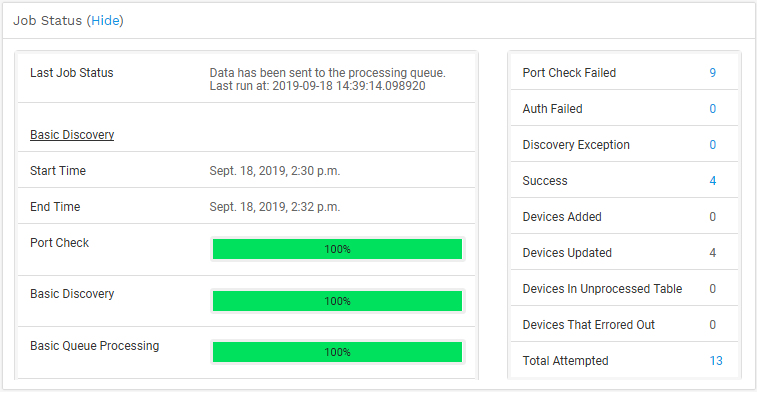 Job Status (Hide)
Last Job Status
Data has been sent to the processing queue.
Last run at: 2019-09-18 14:39:14.098920
Basic Discovery
Start Time Sept. 18, 2019, 2:30 p.m.
End Time Sept. 18, 2019, 2:32 p.m.
Port Check 100%
Basic Discovery 100%
Basic Queue Processing 100%
Port Check Failed 9
Auth Failed 0
Discovery Exception 0
Success 4
Devices Added 0
Devices Updated 4
Devices In Unprocessed Table 0
Devices That Errored Out 0
Total Attempted 13